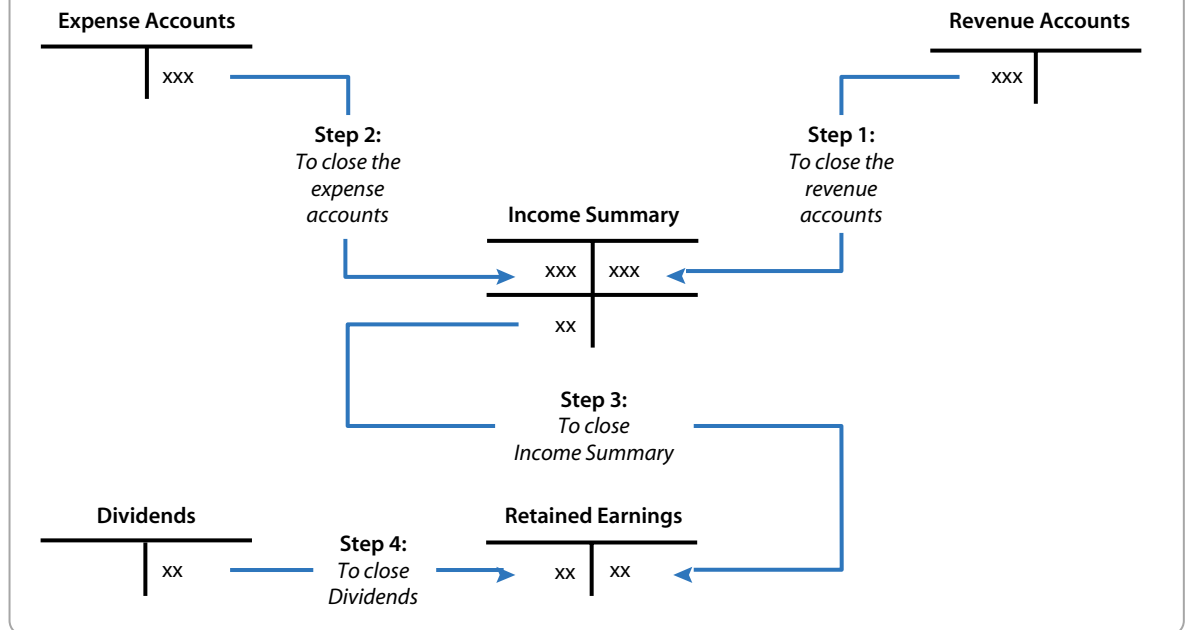 Expense Accounts
Revenue Accounts
xxx
xxx
Step 2:
To close the
expense
accounts
Step 1:
To close the
revenue
accounts
Income Summary
xxx
xxx
xx
Step 3:
To close
Income Summary
Dividends
Retained Earnings
xx
Step 4:
To close
Dividends
xx
xx